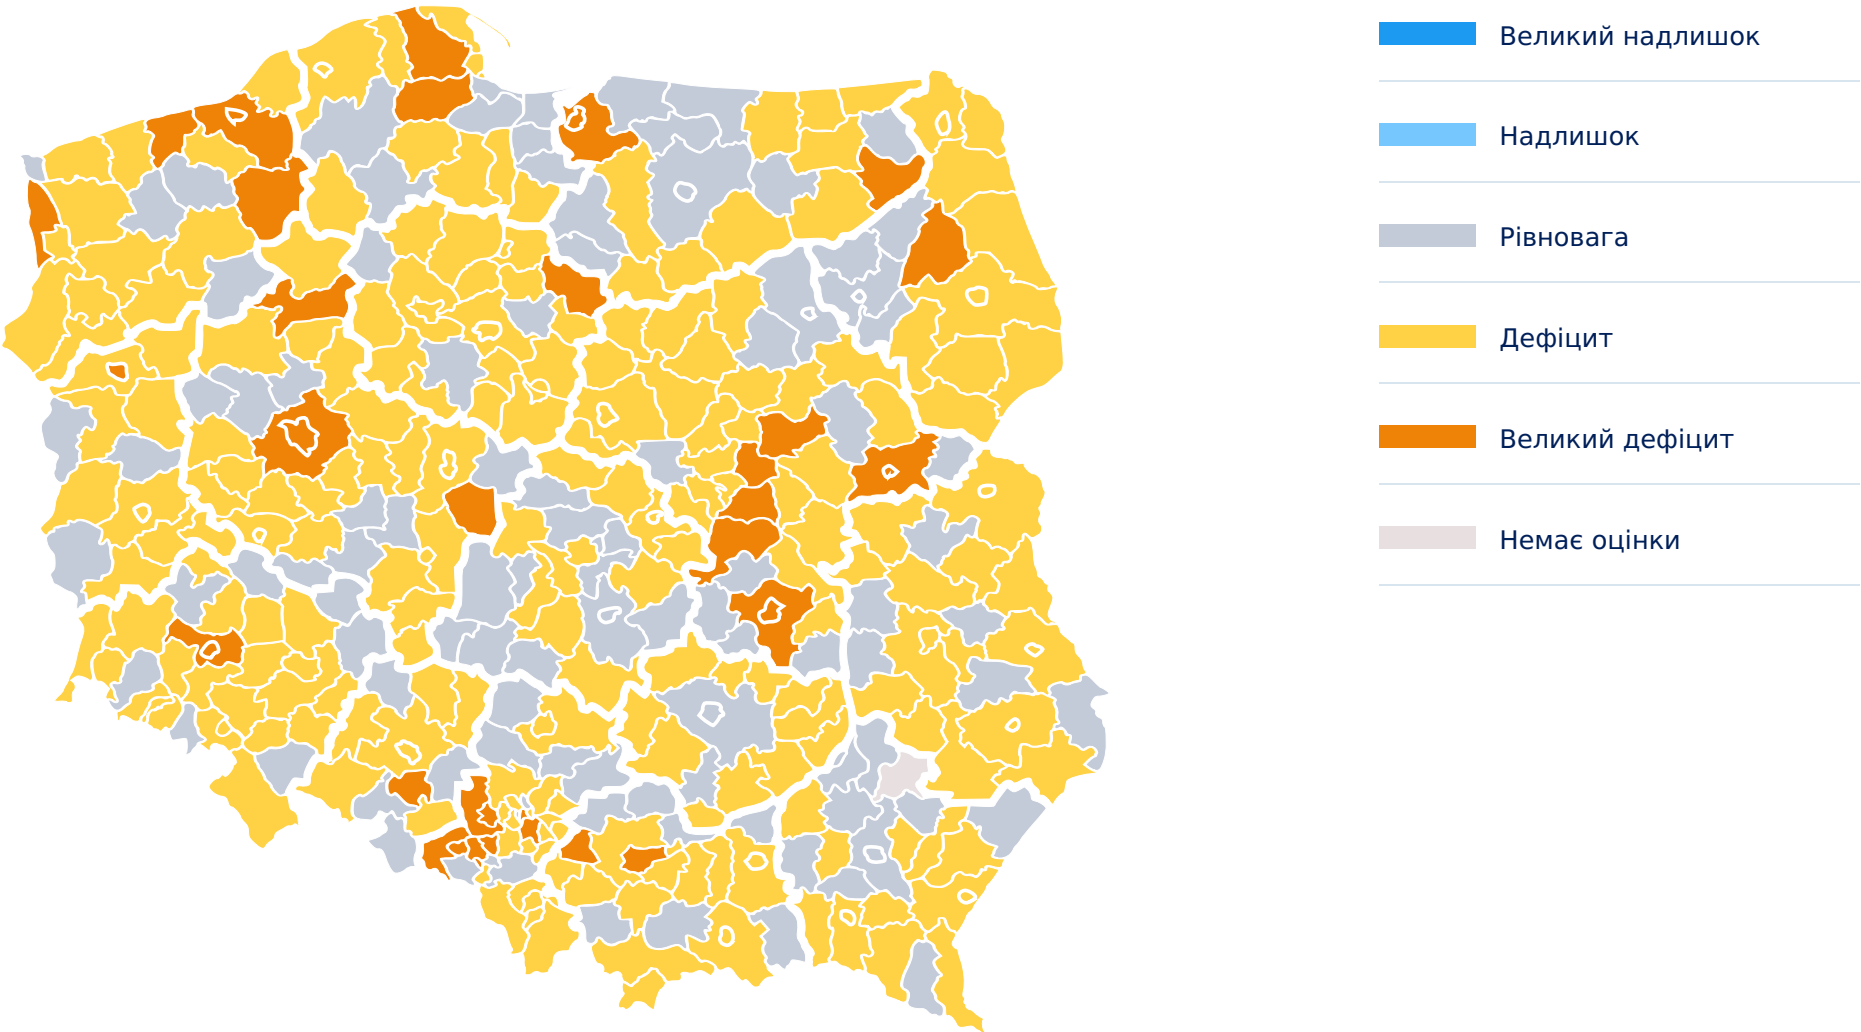 Великий надлишок
Надлишок
Рівновага
Дефіцит
Великий дефіцит
Немає оцінки